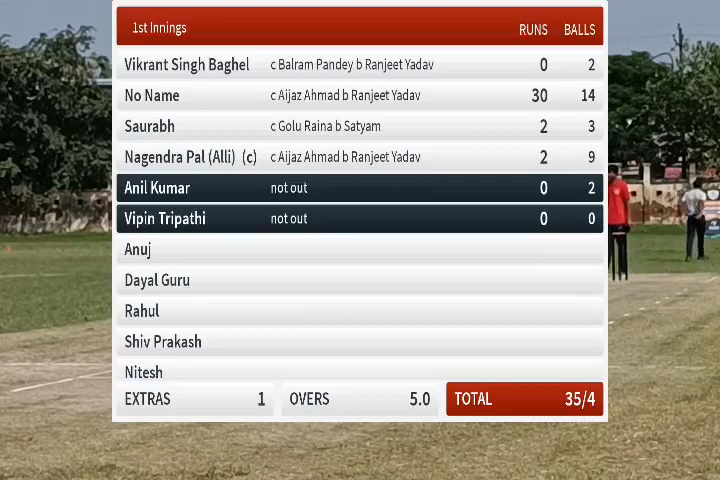 1st Innings RUNS BALLS
Vikrant Singh Baghel c Balram Pandey b Ranjeet Yadav 0 2
No Name c Aijaz Ahmad b Ranjeet Yadav 30 14
Saurabh c Golu Raina b Satyam 2 3
Nagendra Pal (Alli) (c) c Aijaz Ahmad b Ranjeet Yadav 2 9
Anil Kumar not out 0 2
Vipin Tripathi not out 0 0
Anuj
Dayal Guru
Rahul
Shiv Prakash
Nitesh
EXTRAS 1 OVERS 5.0 TOTAL 35/4